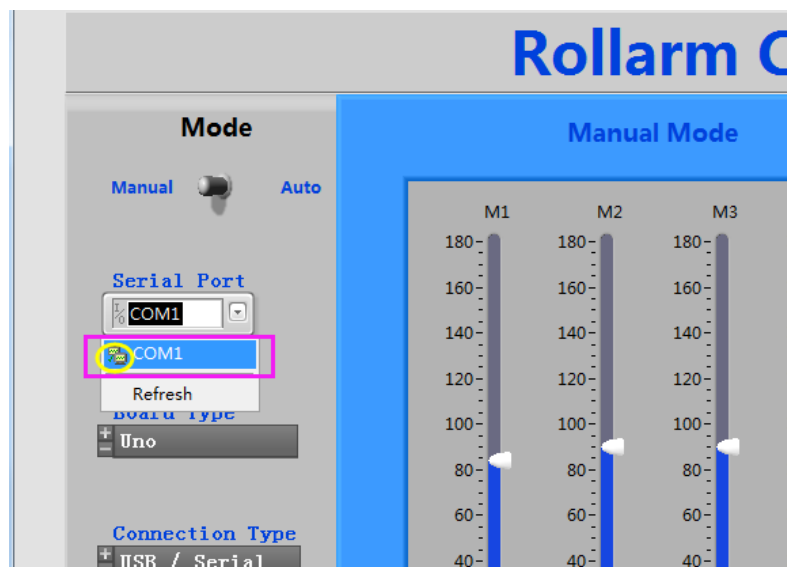 Rollarm C
Mode
Manual Mode
Manual Auto
M1 M2 M3
180 180 180
Serial Port
160 160 160
I/O COM1
140 140 140
COM1
120 120 120
Refresh
100 100 100
Board Type
Uno
80 80 80
60 60 60
Connection Type
USB / Serial
40 40 40